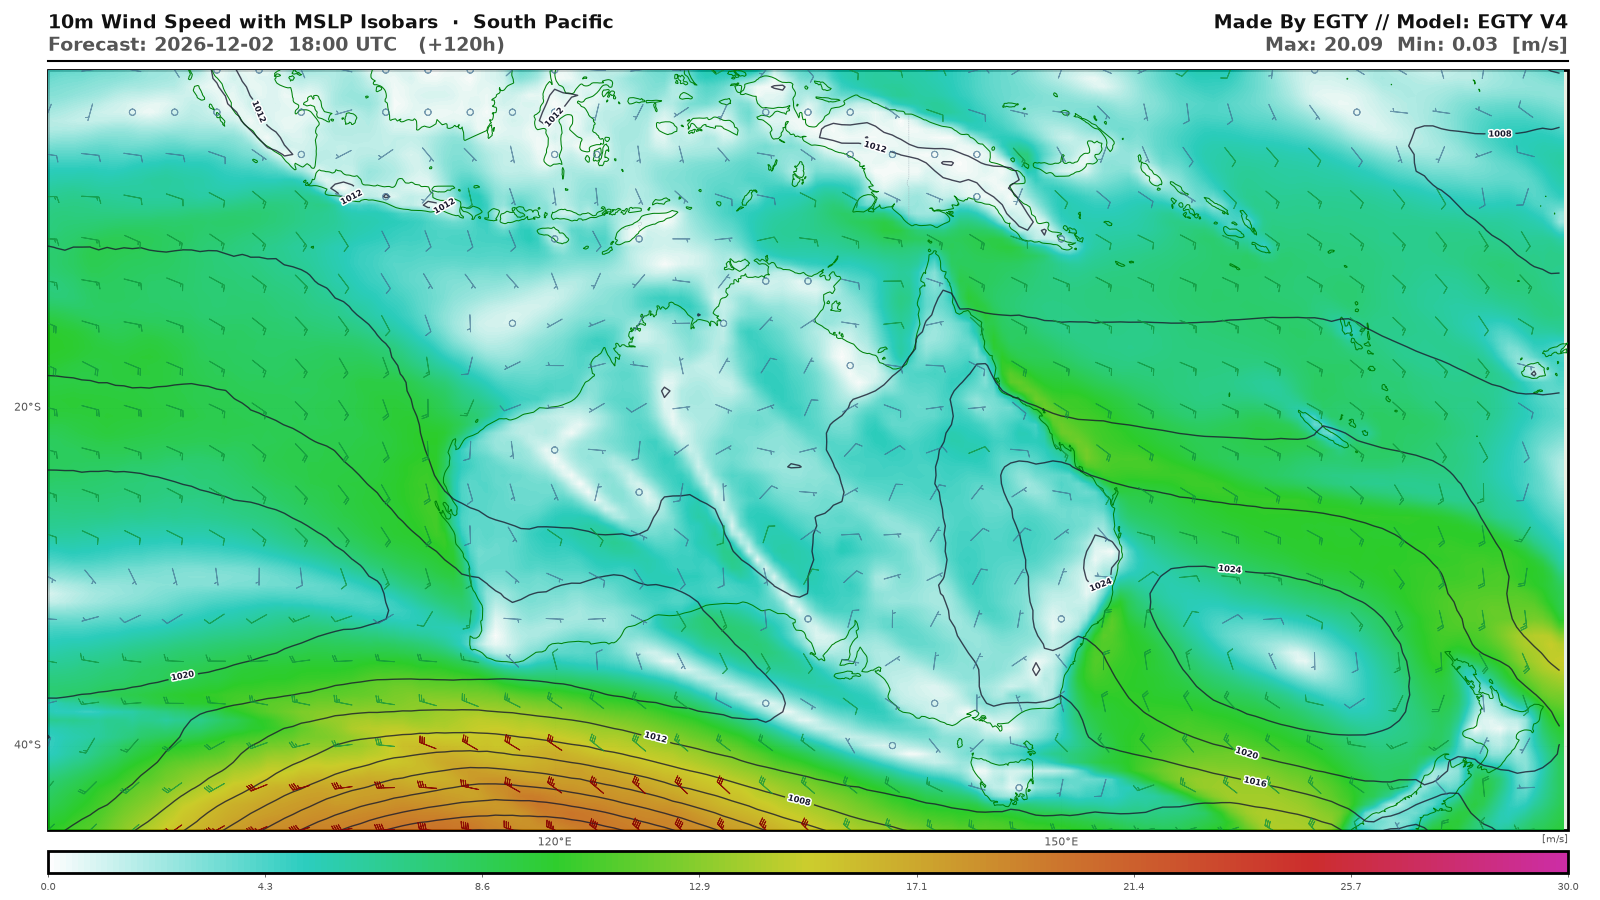 10m Wind Speed with MSLP Isobars · South Pacific
Made By EGTY // Model: EGTY V4
Forecast: 2026-12-02 18:00 UTC (+120h)
Max: 20.09 Min: 0.03 [m/s]
1012
1012
1008
1012
1012
1012
20°S
1024
1024
1020
1012
40°S
1020
1016
1008
120°E
150°E
[m/s]
0.0
4.3
8.6
12.9
17.1
21.4
25.7
30.0